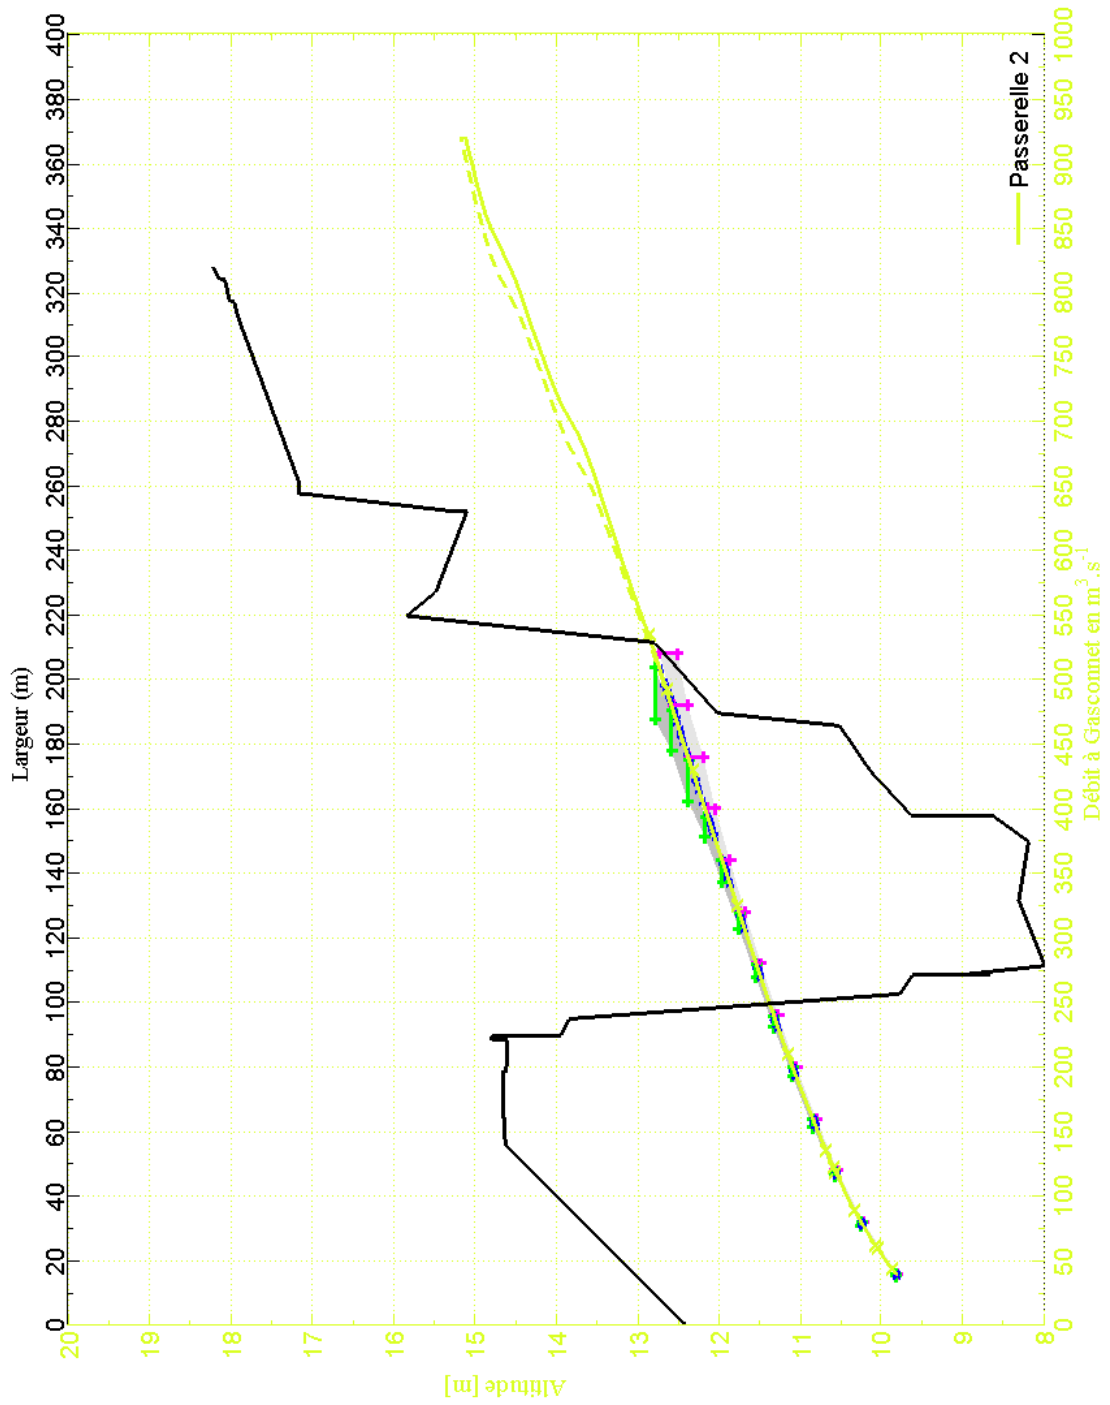 Largeur (m)
0 20 40 60 80 100 120 140 160 180 200 220 240 260 280 300 320 340 360 380 400
20 19 18 17 16 15 14 13 12 11 10 9 8
Altitude [m]
Passerelle 2
0 50 100 150 200 250 300 350 400 450 500 550 600 650 700 750 800 850 900 950 1000
Débit à Gasconnet en m³.s⁻¹